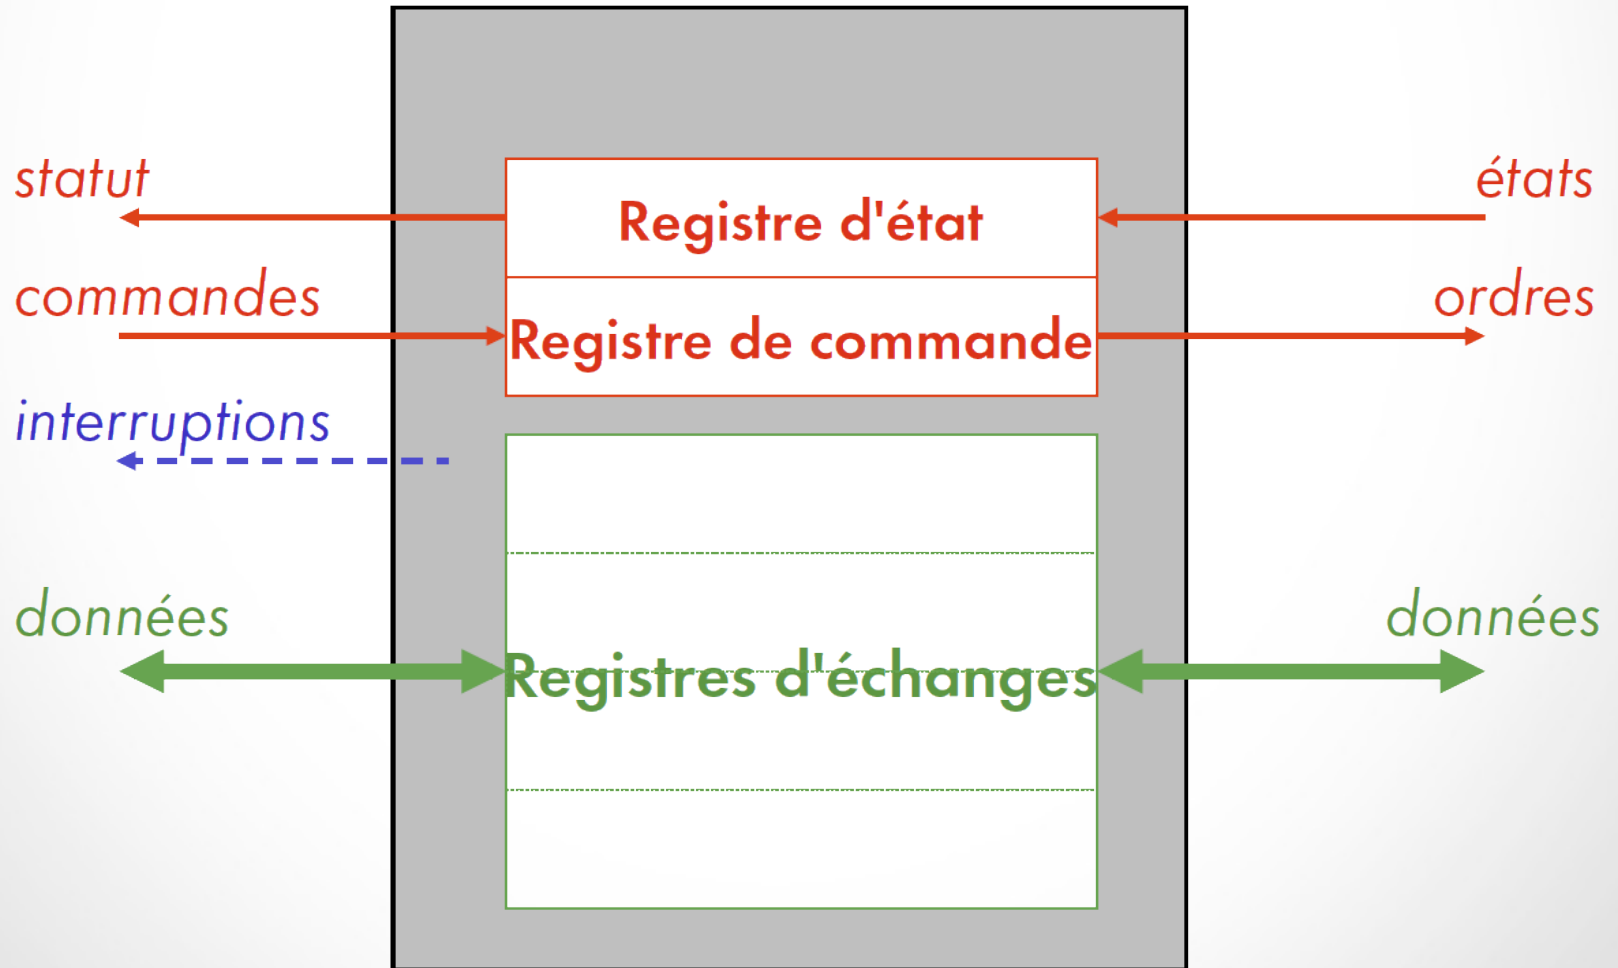 statut
états
Registre d'état
commandes
ordres
Registre de commande
interruptions
données
données
Registres d'échanges